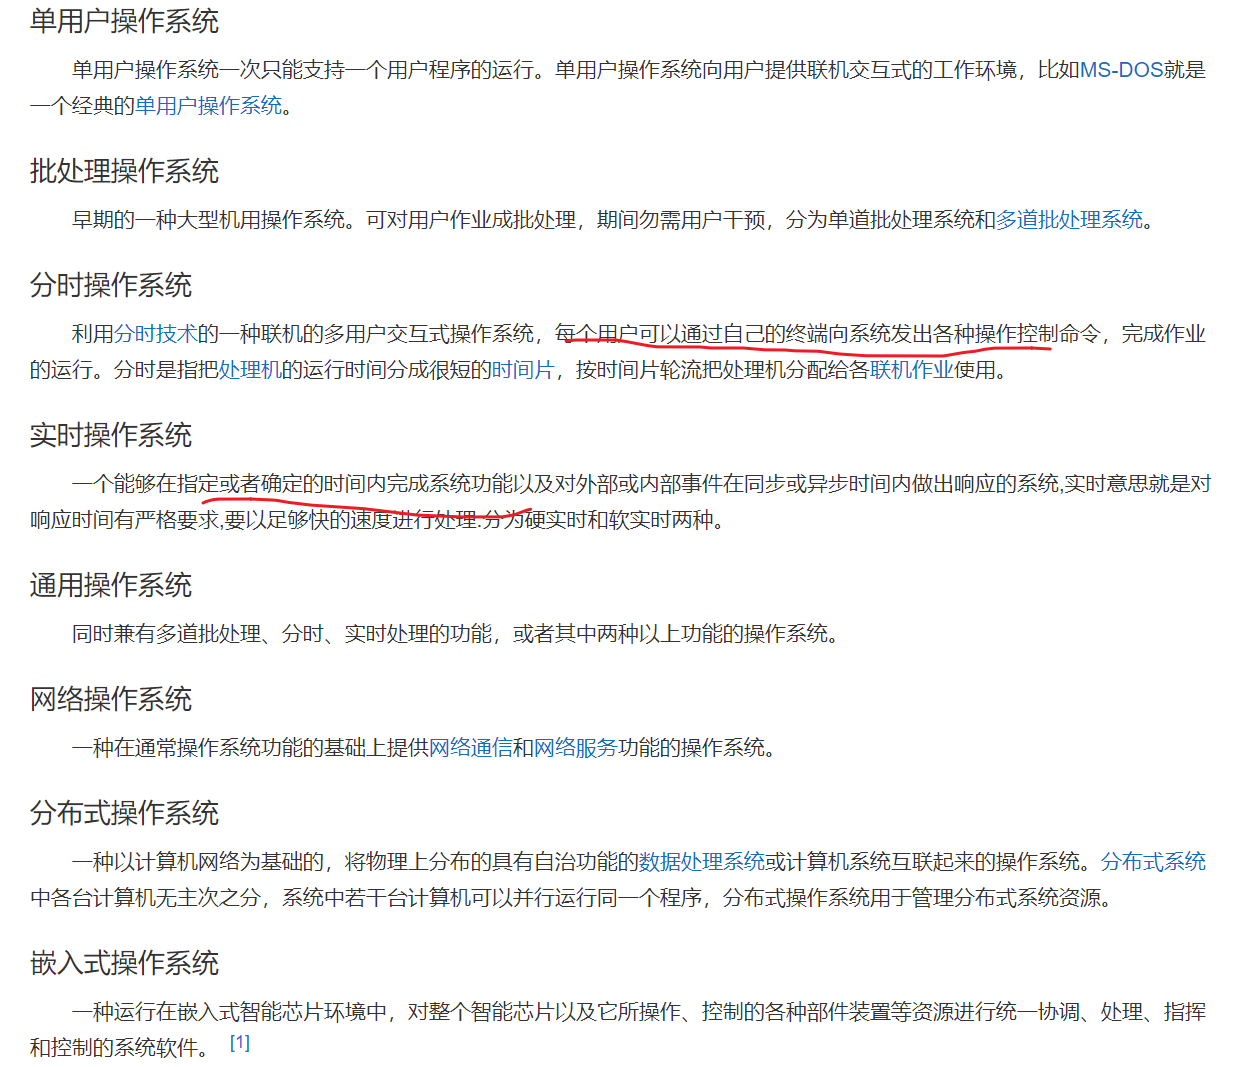 单用户操作系统
单用户操作系统一次只能支持一个用户程序的运行。单用户操作系统向用户提供联机交互式的工作环境，比如MS-DOS就是
一个经典的单用户操作系统。
批处理操作系统
早期的一种大型机用操作系统。可对用户作业成批处理，期间勿需用户干预，分为单道批处理系统和多道批处理系统。
分时操作系统
利用分时技术的一种联机的多用户交互式操作系统，每个用户可以通过自己的终端向系统发出各种操作控制命令，完成作业
的运行。分时是指把处理机的运行时间分成很短的时间片，按时间片轮流把处理机分配给各联机作业使用。
实时操作系统
一个能够在指定或者确定的时间内完成系统功能以及对外部或内部事件在同步或异步时间内做出响应的系统,实时意思就是对
响应时间有严格要求,要以足够快的速度进行处理.分为硬实时和软实时两种。
通用操作系统
同时兼有多道批处理、分时、实时处理的功能，或者其中两种以上功能的操作系统。
网络操作系统
一种在通常操作系统功能的基础上提供网络通信和网络服务功能的操作系统。
分布式操作系统
一种以计算机网络为基础的，将物理上分布的具有自治功能的数据处理系统或计算机系统互联起来的操作系统。分布式系统
中各台计算机无主次之分，系统中若干台计算机可以并行运行同一个程序，分布式操作系统用于管理分布式系统资源。
嵌入式操作系统
一种运行在嵌入式智能芯片环境中，对整个智能芯片以及它所操作、控制的各种部件装置等资源进行统一协调、处理、指挥
和控制的系统软件。 [1]